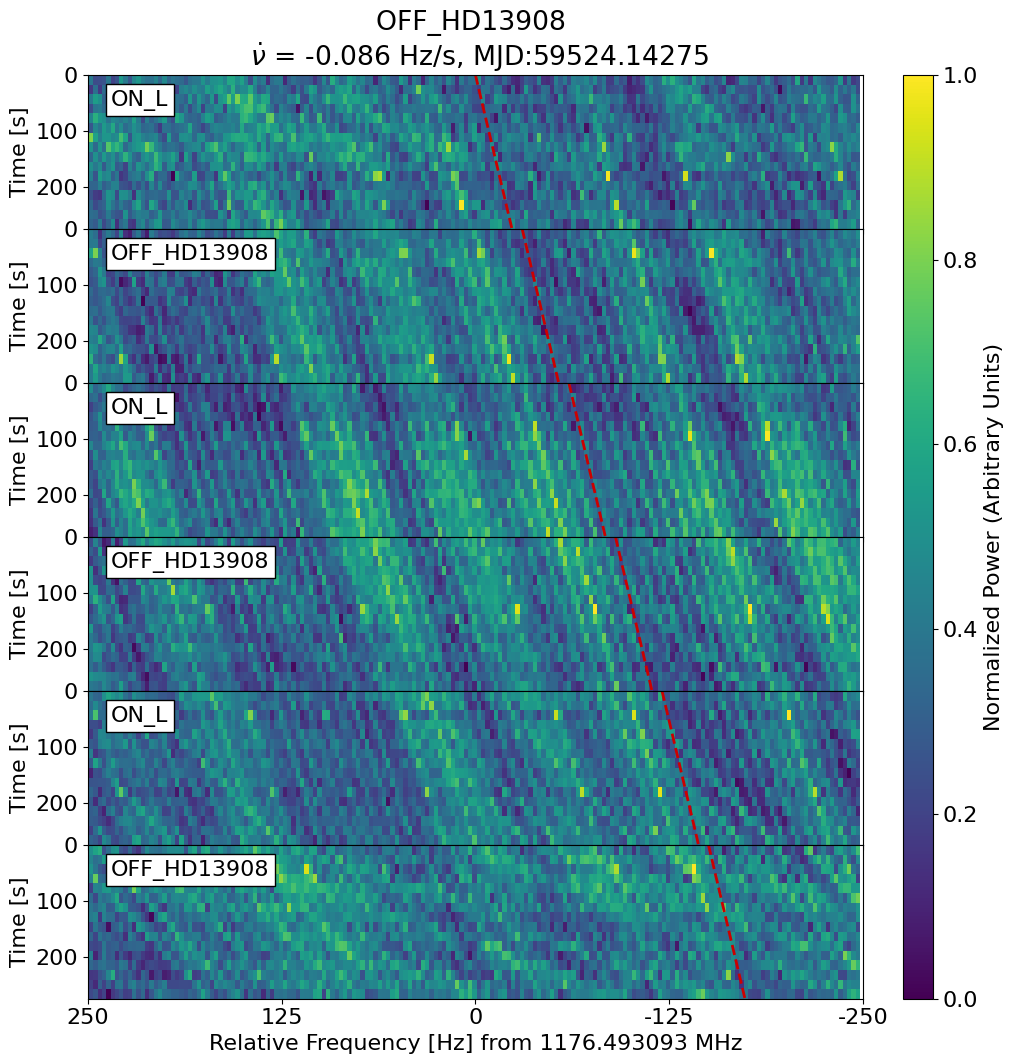 OFF_HD13908
ν̇ = -0.086 Hz/s, MJD:59524.14275
ON_L
OFF_HD13908
ON_L
OFF_HD13908
ON_L
OFF_HD13908
Time [s]
0
100
200
Time [s]
0
100
200
Time [s]
0
100
200
Time [s]
0
100
200
Time [s]
0
100
200
Time [s]
0
100
200
250 125 0 -125 -250
Relative Frequency [Hz] from 1176.493093 MHz
1.0
0.8
0.6
0.4
0.2
0.0
Normalized Power (Arbitrary Units)